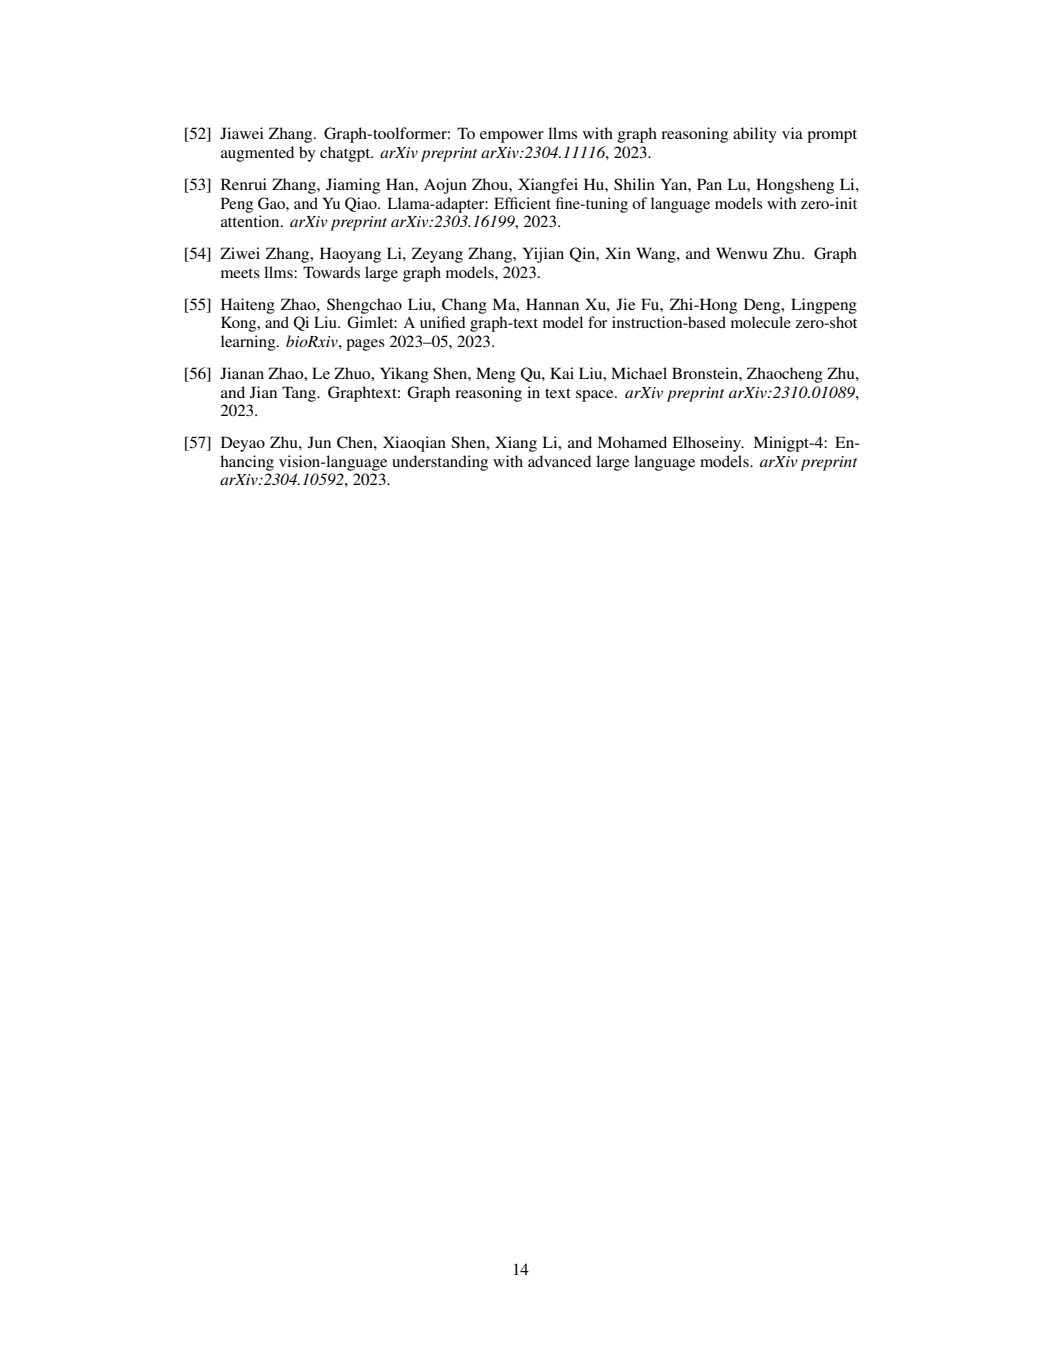 [52] Jiawei Zhang. Graph-toolformer: To empower llms with graph reasoning ability via prompt
augmented by chatgpt. arXiv preprint arXiv:2304.11116, 2023.
[53] Renrui Zhang, Jiaming Han, Aojun Zhou, Xiangfei Hu, Shilin Yan, Pan Lu, Hongsheng Li,
Peng Gao, and Yu Qiao. Llama-adapter: Efficient fine-tuning of language models with zero-init
attention. arXiv preprint arXiv:2303.16199, 2023.
[54] Ziwei Zhang, Haoyang Li, Zeyang Zhang, Yijian Qin, Xin Wang, and Wenwu Zhu. Graph
meets llms: Towards large graph models, 2023.
[55] Haiteng Zhao, Shengchao Liu, Chang Ma, Hannan Xu, Jie Fu, Zhi-Hong Deng, Lingpeng
Kong, and Qi Liu. Gimlet: A unified graph-text model for instruction-based molecule zero-shot
learning. bioRxiv, pages 2023–05, 2023.
[56] Jianan Zhao, Le Zhuo, Yikang Shen, Meng Qu, Kai Liu, Michael Bronstein, Zhaocheng Zhu,
and Jian Tang. Graphtext: Graph reasoning in text space. arXiv preprint arXiv:2310.01089,
2023.
[57] Deyao Zhu, Jun Chen, Xiaoqian Shen, Xiang Li, and Mohamed Elhoseiny. Minigpt-4: En-
hancing vision-language understanding with advanced large language models. arXiv preprint
arXiv:2304.10592, 2023.
14